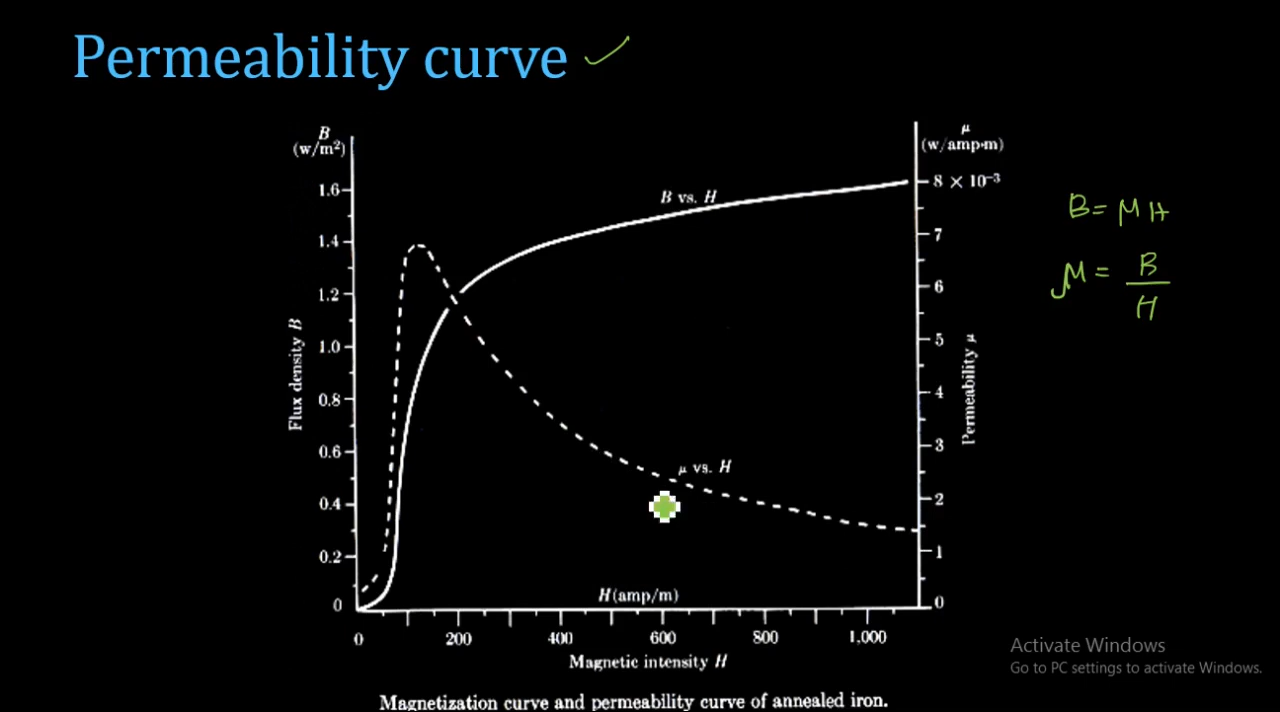 Permeability curve
B
(w/m²)
μ
(w/amp·m)
1.6
1.4
1.2
1.0
0.8
0.6
0.4
0.2
0
Flux density B
B vs. H
μ vs. H
8 × 10⁻³
7
6
5
4
3
2
1
0
Permeability μ
B = μ H
μ = B
H
H(amp/m)
0 200 400 600 800 1,000
Magnetic intensity H
Magnetization curve and permeability curve of annealed iron.
Activate Windows
Go to PC settings to activate Windows.